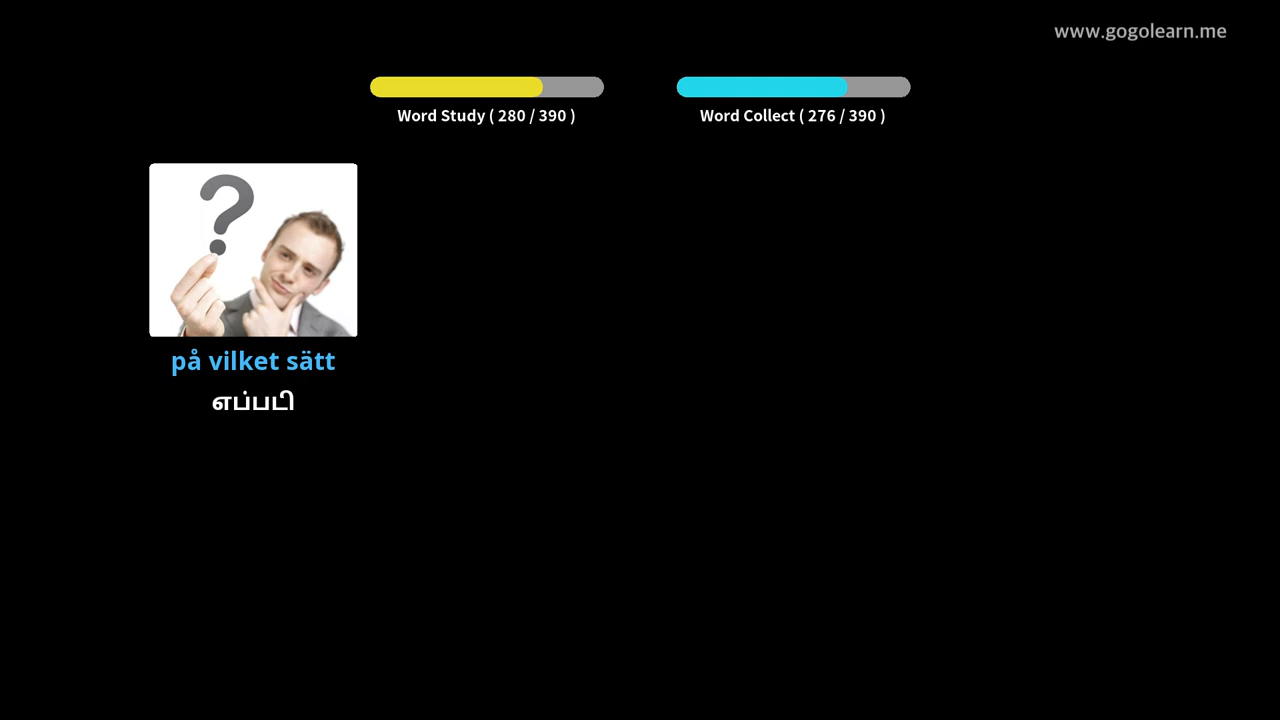 www.gogolearn.me
Word Study ( 280 / 390 )
Word Collect ( 276 / 390 )
på vilket sätt
எப்படி